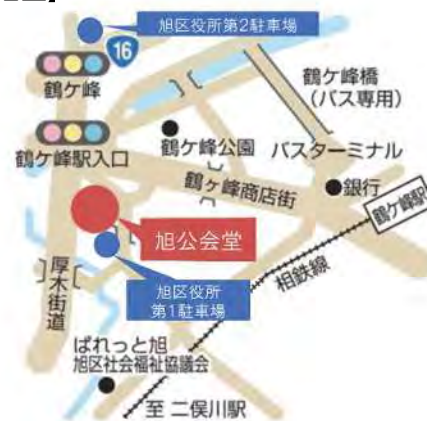 旭区役所第2駐車場
16
鶴ケ峰
鶴ケ峰橋
(バス専用)
鶴ケ峰駅入口
鶴ケ峰公園
バスターミナル
鶴ヶ峰商店街
銀行
鶴ケ峰駅
旭公会堂
相鉄線
厚木街道
旭区役所
第1駐車場
ぱれっと旭
旭区社会福祉協議会
至 二俣川駅